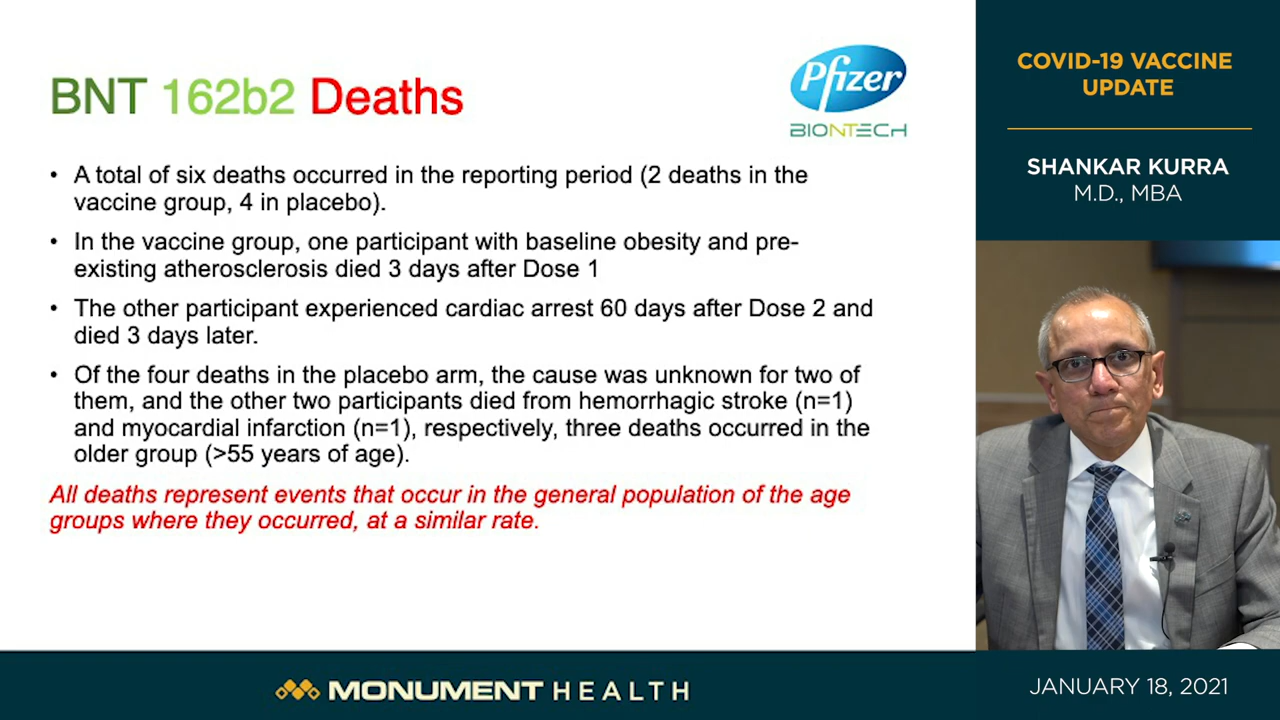 BNT 162b2 Deaths
Pfizer
BIONTECH
• A total of six deaths occurred in the reporting period (2 deaths in the
vaccine group, 4 in placebo).
• In the vaccine group, one participant with baseline obesity and pre-
existing atherosclerosis died 3 days after Dose 1
• The other participant experienced cardiac arrest 60 days after Dose 2 and
died 3 days later.
• Of the four deaths in the placebo arm, the cause was unknown for two of
them, and the other two participants died from hemorrhagic stroke (n=1)
and myocardial infarction (n=1), respectively, three deaths occurred in the
older group (>55 years of age).
All deaths represent events that occur in the general population of the age
groups where they occurred, at a similar rate.
COVID-19 VACCINE
UPDATE
SHANKAR KURRA
M.D., MBA
MONUMENT HEALTH
JANUARY 18, 2021